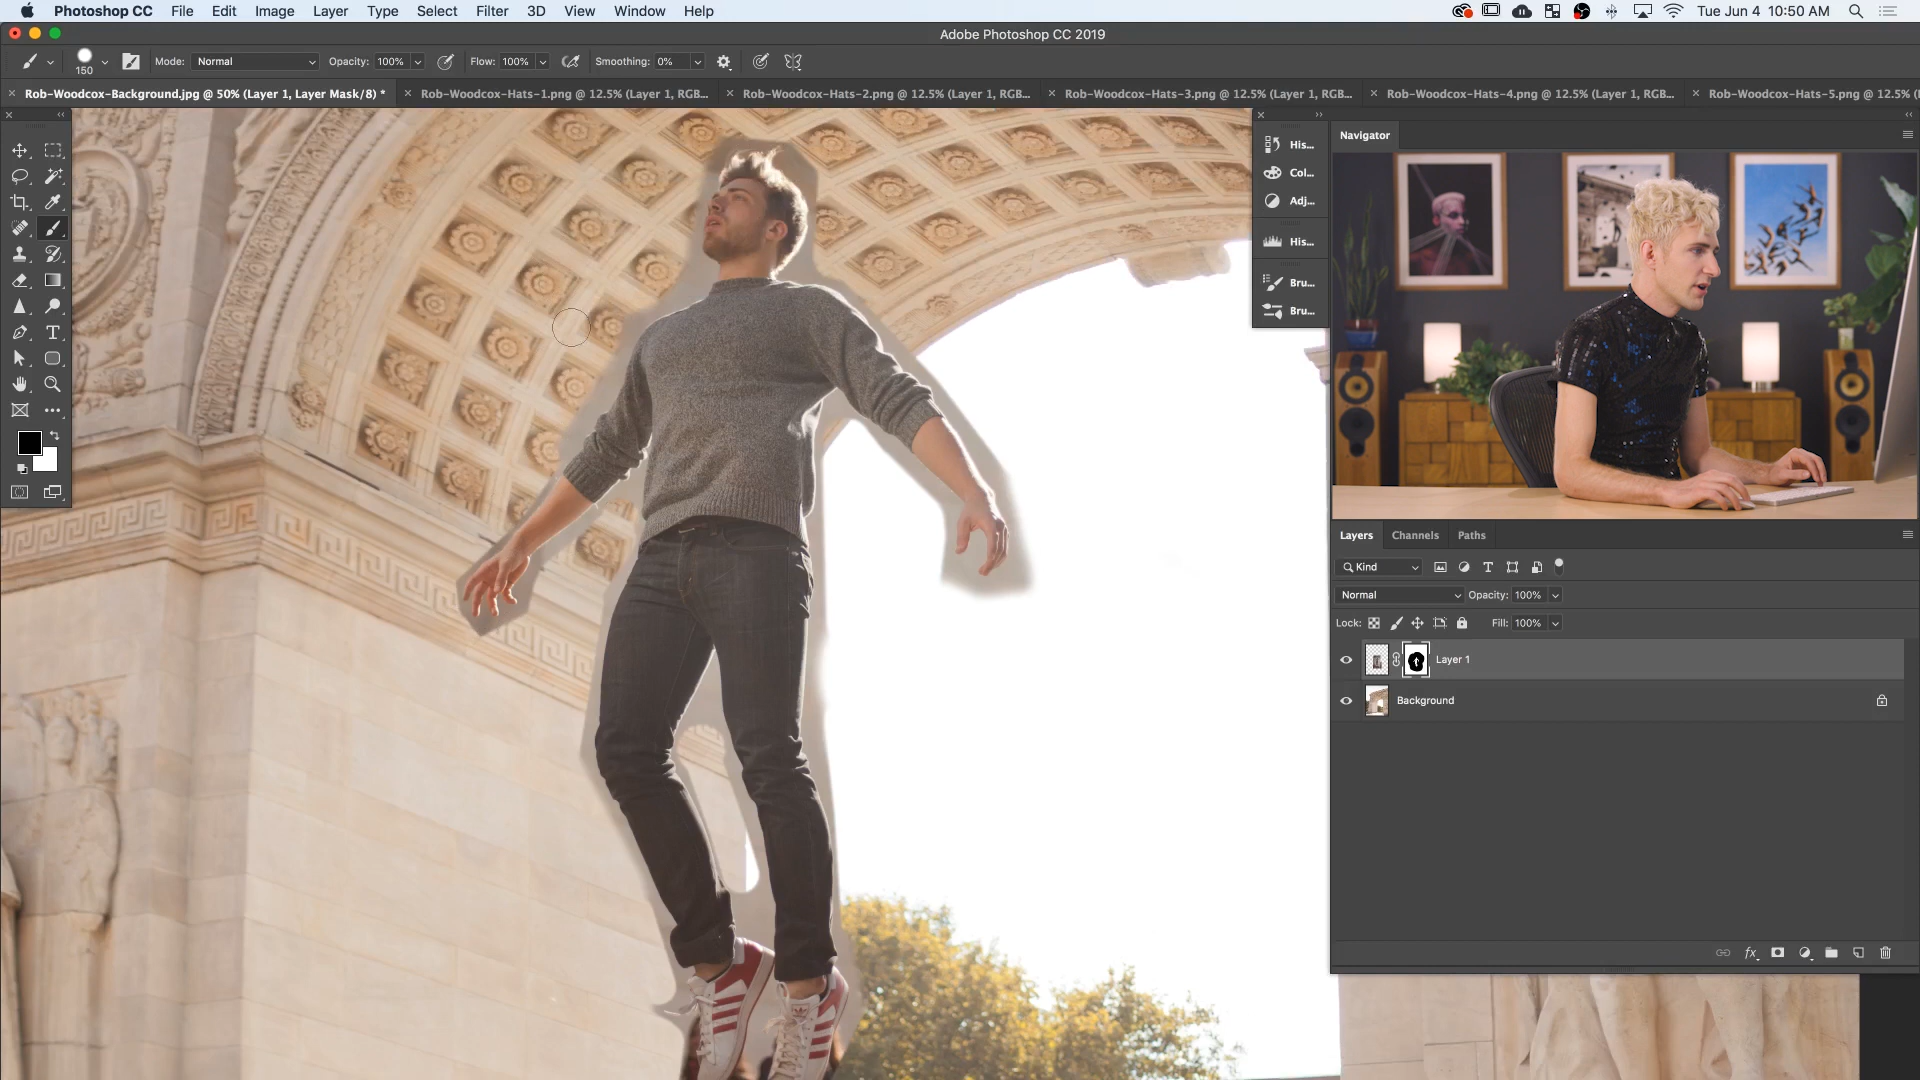 Photoshop CC File Edit Image Layer Type Select Filter 3D View Window Help Tue Jun 4 10:50 AM
Adobe Photoshop CC 2019
150 Mode: Normal Opacity: 100% Flow: 100% Smoothing: 0%
Rob-Woodcox-Background.jpg @ 50% (Layer 1, Layer Mask/8) * Rob-Woodcox-Hats-1.png @ 12.5% (Layer 1, RGB... Rob-Woodcox-Hats-2.png @ 12.5% (Layer 1, RGB... Rob-Woodcox-Hats-3.png @ 12.5% (Layer 1, RGB... Rob-Woodcox-Hats-4.png @ 12.5% (Layer 1, RGB... Rob-Woodcox-Hats-5.png @ 12.5% (
Navigator
His...
Col...
Adj...
His...
Bru...
Bru...
Layers Channels Paths
Kind
Normal Opacity: 100%
Lock: Fill: 100%
Layer 1
Background
fx